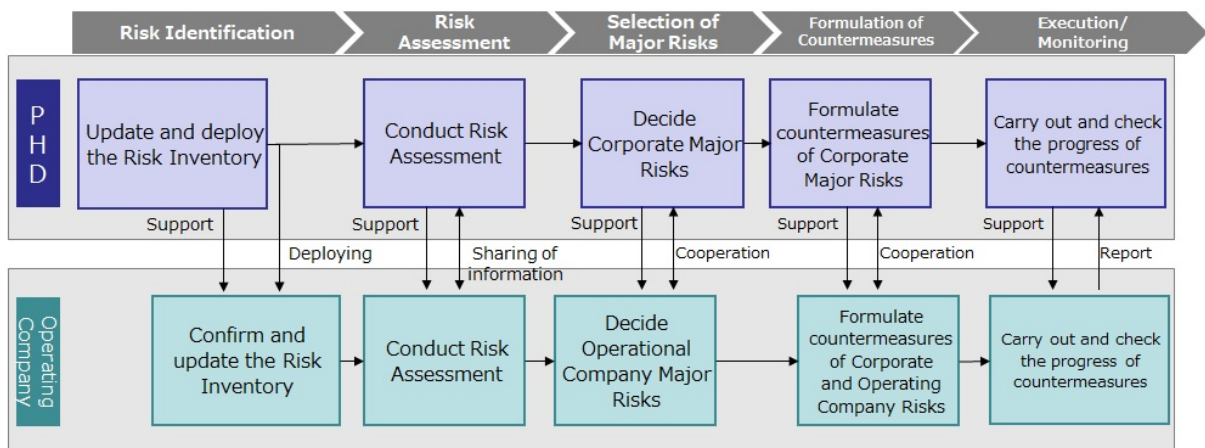 Risk Identification
Risk
Assessment
Selection of
Major Risks
Formulation of
Countermeasures
Execution/
Monitoring
PHD
Update and deploy
the Risk Inventory
Conduct Risk
Assessment
Decide
Corporate Major
Risks
Formulate
countermeasures
of Corporate
Major Risks
Carry out and check
the progress of
countermeasures
Support
Deploying
Support
Sharing of
information
Support
Cooperation
Support
Cooperation
Support
Report
Operating
Company
Confirm and
update the Risk
Inventory
Conduct Risk
Assessment
Decide
Operational
Company Major
Risks
Formulate
countermeasures
of Corporate
and Operating
Company Risks
Carry out and check
the progress of
countermeasures